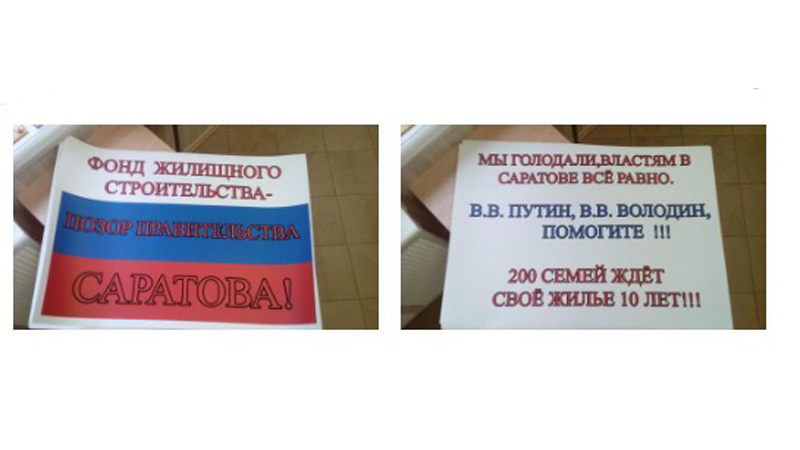 ФОНД ЖИЛИЩНОГО
СТРОИТЕЛЬСТВА-
ПОЗОР ПРАВИТЕЛЬСТВА
САРАТОВА!
МЫ ГОЛОДАЛИ,ВЛАСТЯМ В
САРАТОВЕ ВСЁ РАВНО.
В.В. ПУТИН, В.В. ВОЛОДИН,
ПОМОГИТЕ !!!
200 СЕМЕЙ ЖДЁТ
СВОЁ ЖИЛЬЕ 10 ЛЕТ!!!